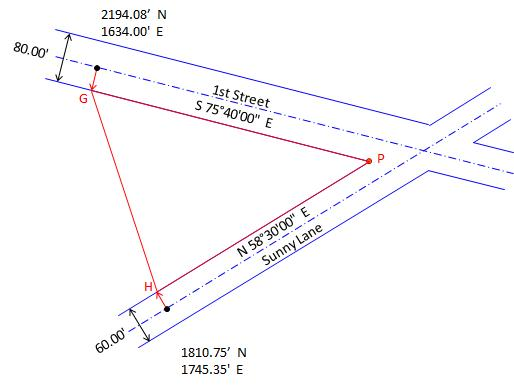 2194.08' N
1634.00' E
80.00'
1st Street
S 75°40'00" E
G
P
H
N 58°30'00" E
Sunny Lane
60.00'
1810.75' N
1745.35' E